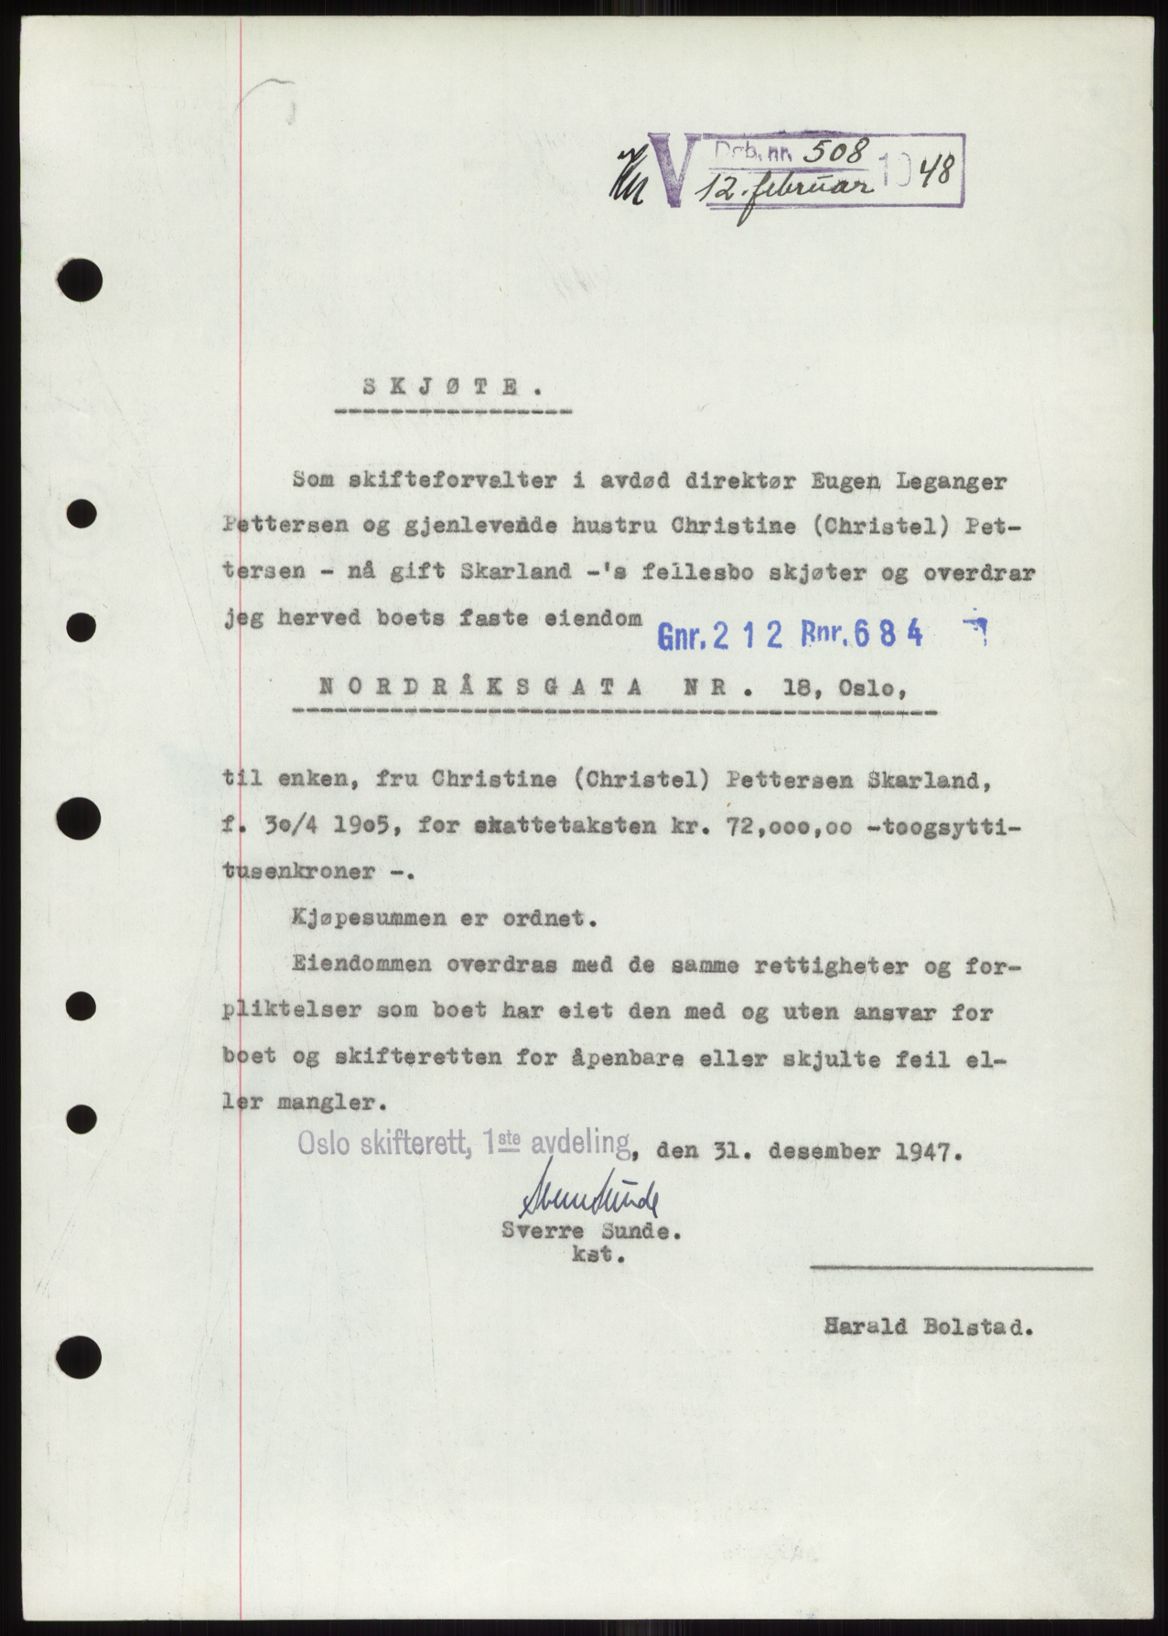 V Dgb. nr. 508
12. februar 1948
SKJØTE.
Som skifteforvalter i avdød direktør Eugen Leganger
Pettersen og gjenlevende hustru Christine (Christel) Pet-
tersen - nå gift Skarland -'s fellesbo skjøter og overdrar
jeg herved boets faste eiendom
Gnr. 212 Bnr. 684
NORDRÅKSGATA NR. 18, Oslo,
til enken, fru Christine (Christel) Pettersen Skarland,
f. 30/4 1905, for skattetaksten kr. 72,000,00 -toogsytti-
tusenkroner -.
Kjøpesummen er ordnet.
Eiendommen overdras med de samme rettigheter og for-
pliktelser som boet har eiet den med og uten ansvar for
boet og skifteretten for åpenbare eller skjulte feil el-
ler mangler.
Oslo skifterett, 1ste avdeling, den 31. desember 1947.
Sverre Sunde
Sverre Sunde.
kst.
Harald Bolstad.